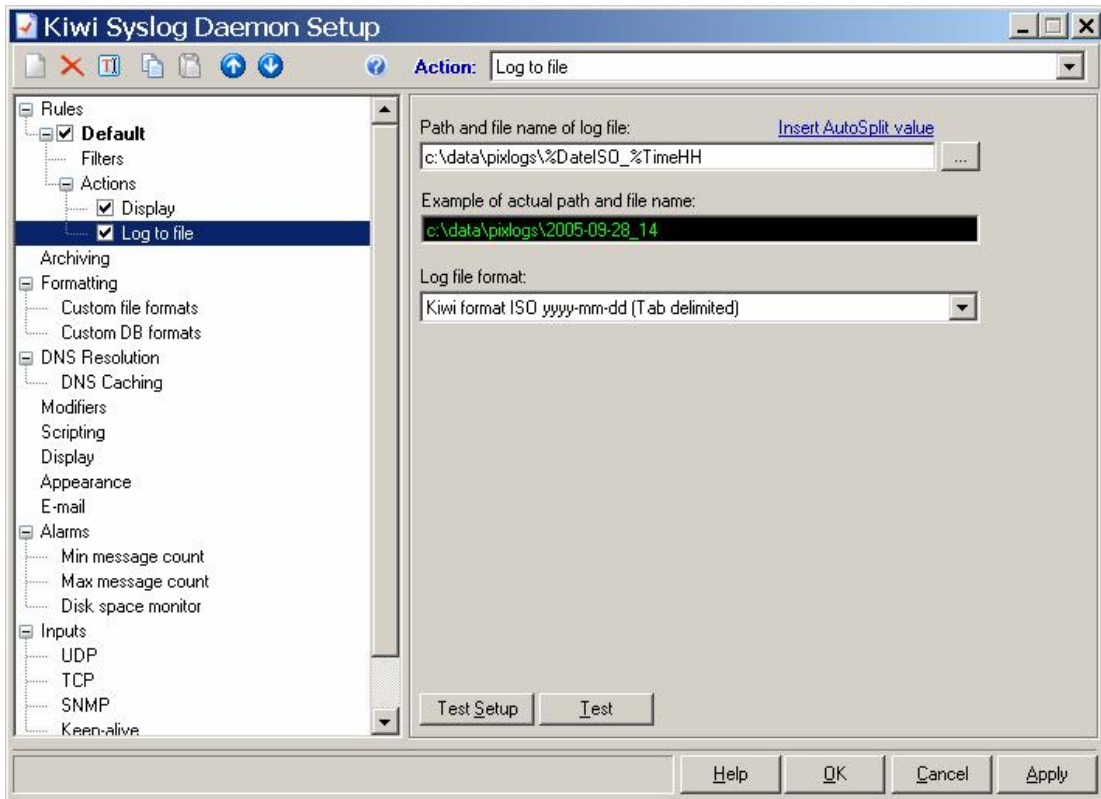 Kiwi Syslog Daemon Setup
Action: Log to file
Rules
Default
Filters
Actions
Display
Log to file
Archiving
Formatting
Custom file formats
Custom DB formats
DNS Resolution
DNS Caching
Modifiers
Scripting
Display
Appearance
E-mail
Alarms
Min message count
Max message count
Disk space monitor
Inputs
UDP
TCP
SNMP
Keep-alive
Path and file name of log file: Insert AutoSplit value
c:\data\pixlogs\%DateISO_%TimeHH ...
Example of actual path and file name:
c:\data\pixlogs\2005-09-28_14
Log file format:
Kiwi format ISO yyyy-mm-dd (Tab delimited)
Test Setup Test
Help OK Cancel Apply